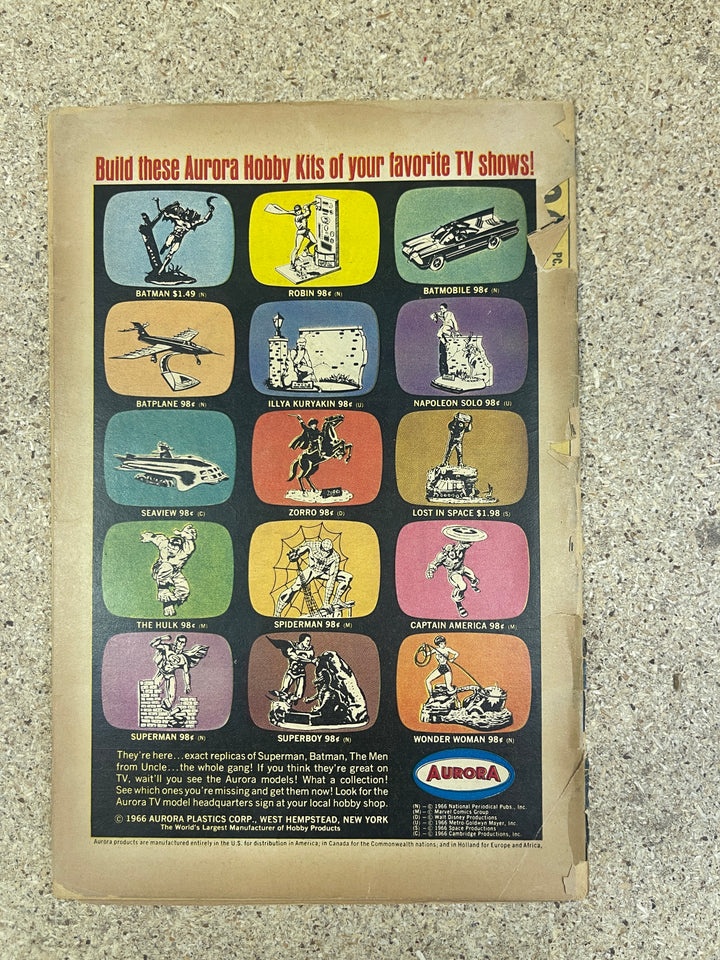 Build these Aurora Hobby Kits of your favorite TV shows!
BATMAN $1.49 (N)
ROBIN 98¢ (N)
BATMOBILE 98¢ (N)
BATPLANE 98¢ (N)
ILLYA KURYAKIN 98¢ (U)
NAPOLEON SOLO 98¢ (U)
SEAVIEW 98¢ (C)
ZORRO 98¢ (D)
LOST IN SPACE $1.98 (S)
THE HULK 98¢ (M)
SPIDERMAN 98¢ (M)
CAPTAIN AMERICA 98¢ (M)
SUPERMAN 98¢ (N)
SUPERBOY 98¢ (N)
WONDER WOMAN 98¢ (N)
They're here...exact replicas of Superman, Batman, The Men
from Uncle...the whole gang! If you think they're great on
TV, wait'll you see the Aurora models! What a collection!
See which ones you're missing and get them now! Look for the
Aurora TV model headquarters sign at your local hobby shop.
© 1966 AURORA PLASTICS CORP., WEST HEMPSTEAD, NEW YORK
The World's Largest Manufacturer of Hobby Products
AURORA
(N) — © 1966 National Periodical Pubs., Inc.
(M) — © Marvel Comics Group
(D) — © Walt Disney Productions
(U) — © 1966 Metro-Goldwyn Mayer, Inc.
(S) — © 1966 Space Productions
(C) — © 1966 Cambridge Productions, Inc.
Aurora products are manufactured entirely in the U.S. for distribution in America; in Canada for the Commonwealth nations; and in Holland for Europe and Africa,
PC.